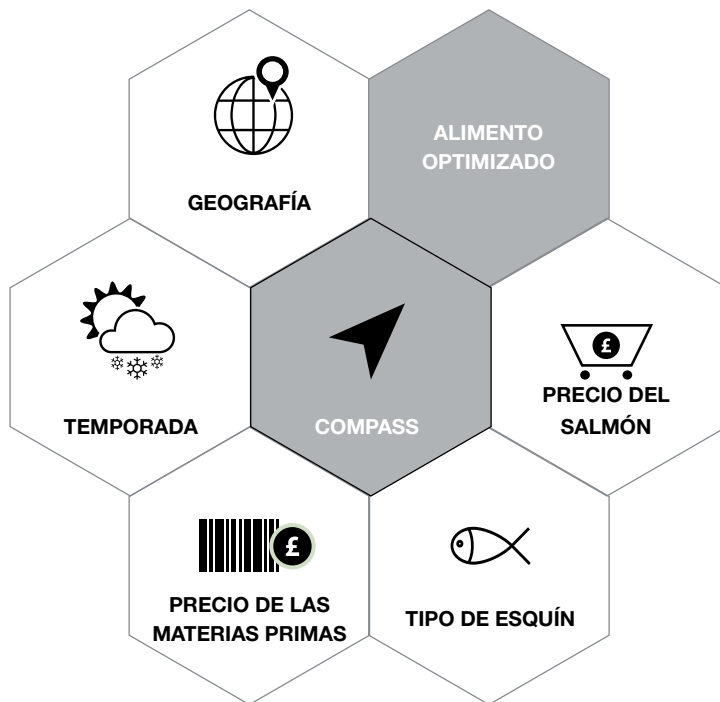 GEOGRAFÍA
ALIMENTO
OPTIMIZADO
TEMPORADA
COMPASS
£
PRECIO DEL
SALMÓN
£
PRECIO DE LAS
MATERIAS PRIMAS
TIPO DE ESQUÍN